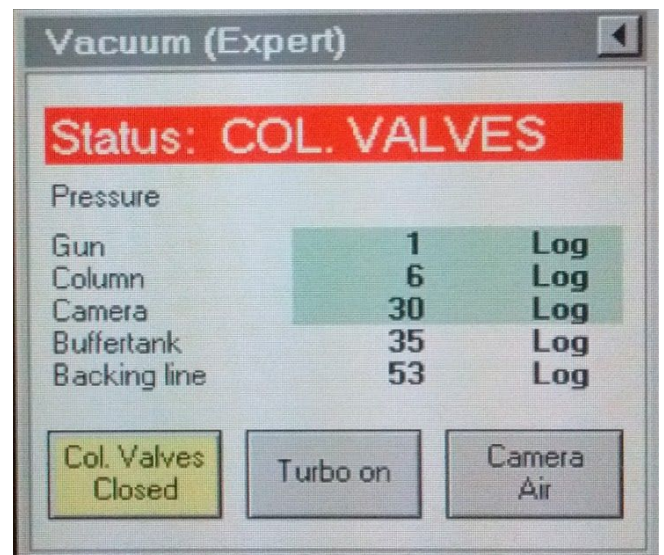 Vacuum (Expert)
Status: COL. VALVES
Pressure
Gun 1 Log
Column 6 Log
Camera 30 Log
Buffertank 35 Log
Backing line 53 Log
Col. Valves
Closed
Turbo on
Camera
Air